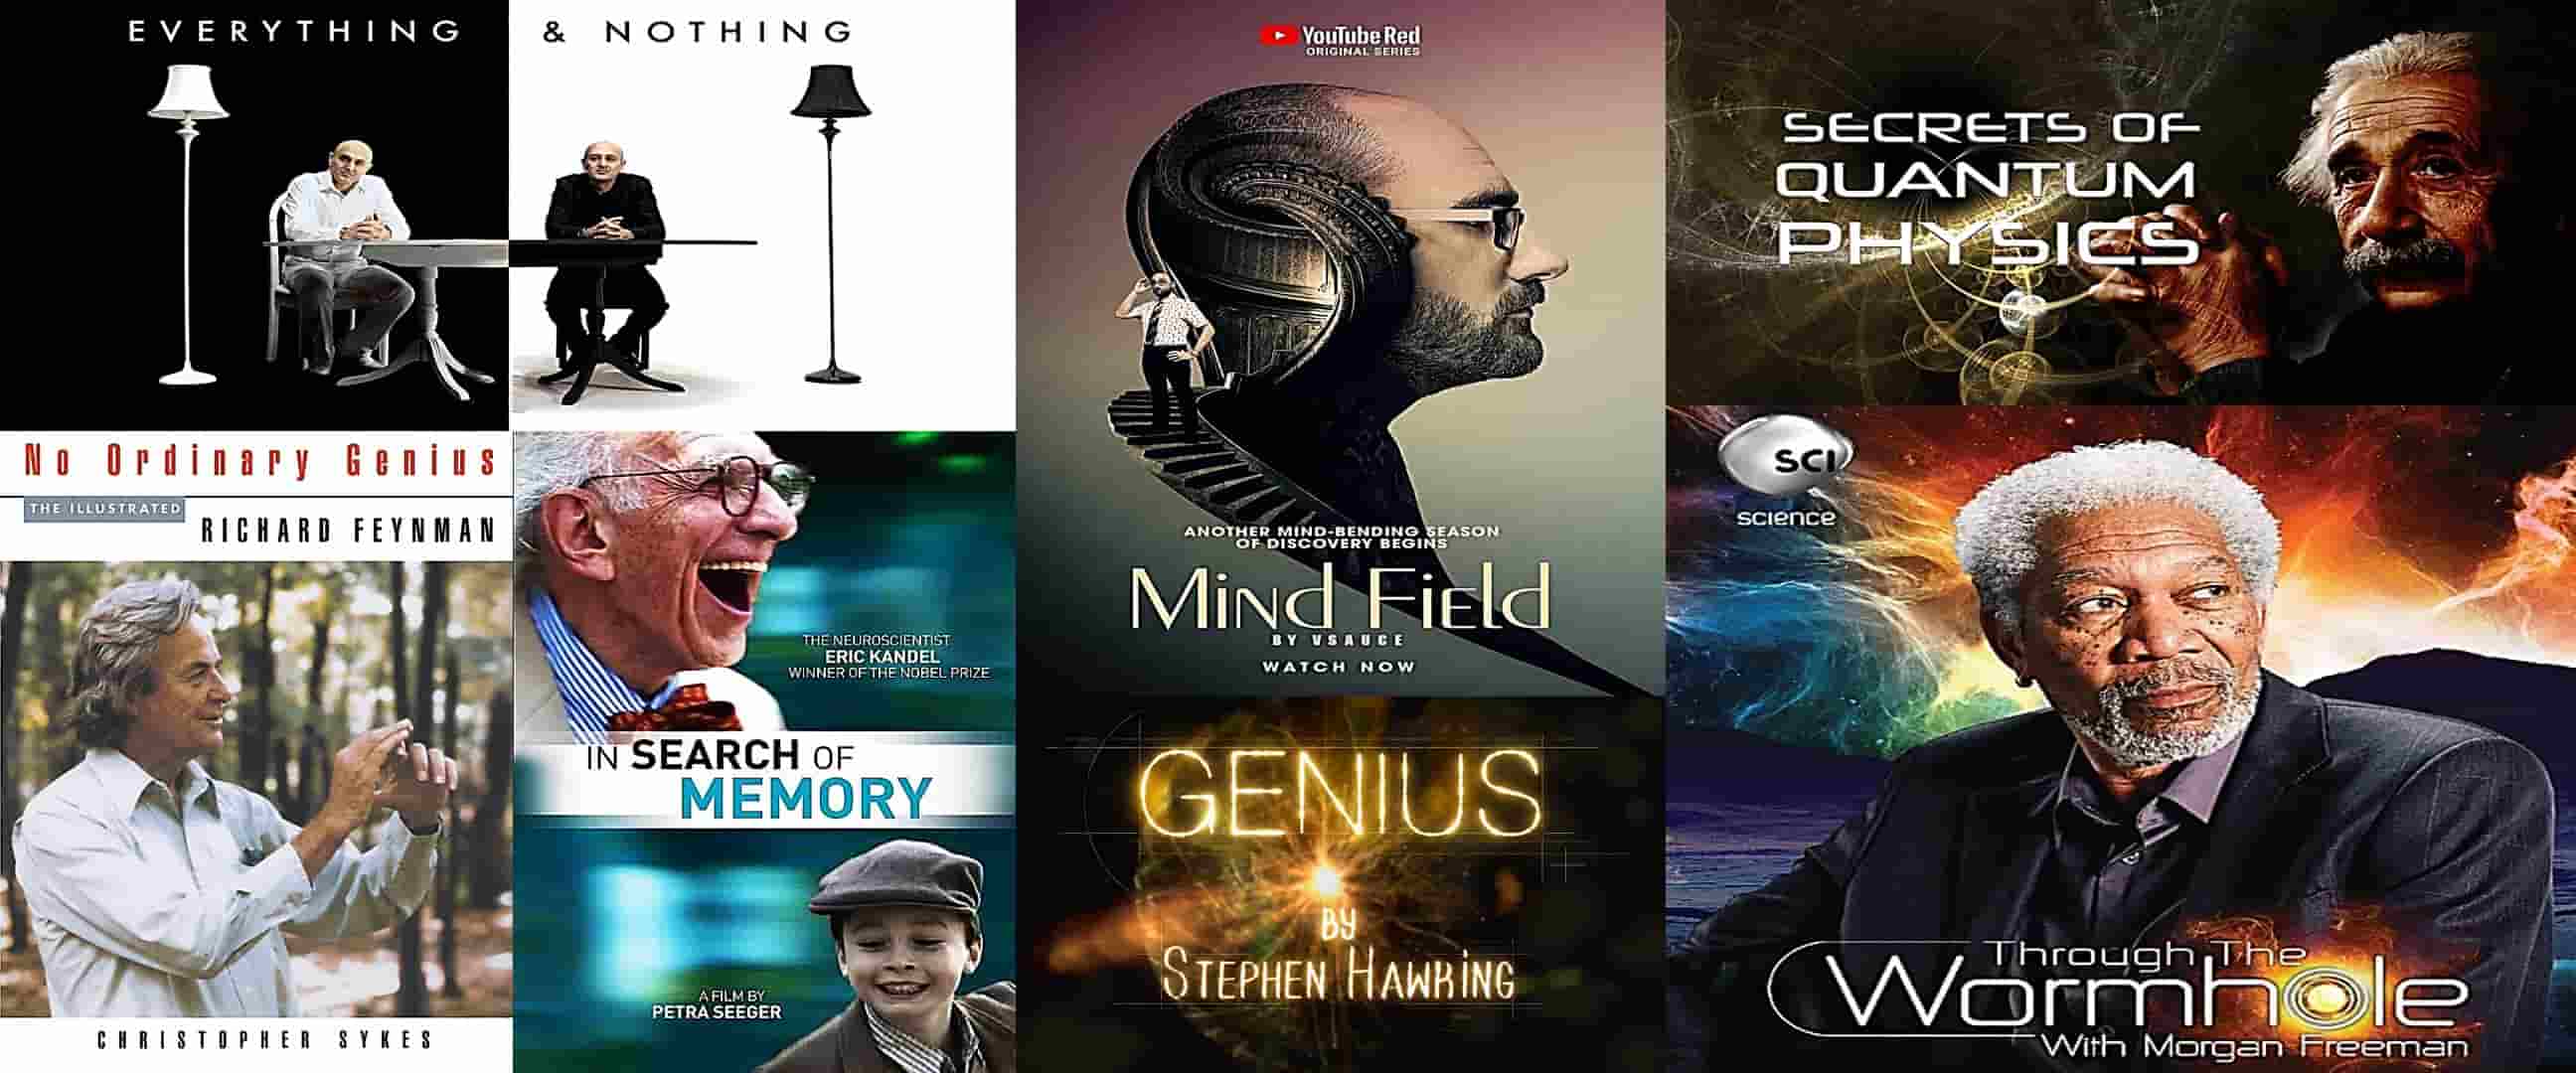 EVERYTHING & NOTHING
No Ordinary Genius
THE ILLUSTRATED
RICHARD FEYNMAN
CHRISTOPHER SYKES
THE NEUROSCIENTIST
ERIC KANDEL
WINNER OF THE NOBEL PRIZE
IN SEARCH OF
MEMORY
A FILM BY
PETRA SEEGER
YouTube Red
ORIGINAL SERIES
ANOTHER MIND-BENDING SEASON
OF DISCOVERY BEGINS
MIND FIELD
BY VSAUCE
WATCH NOW
GENIUS
BY
STEPHEN HAWKING
SECRETS OF
QUANTUM
PHYSICS
SCI
science
Through The
Wormhole
With Morgan Freeman